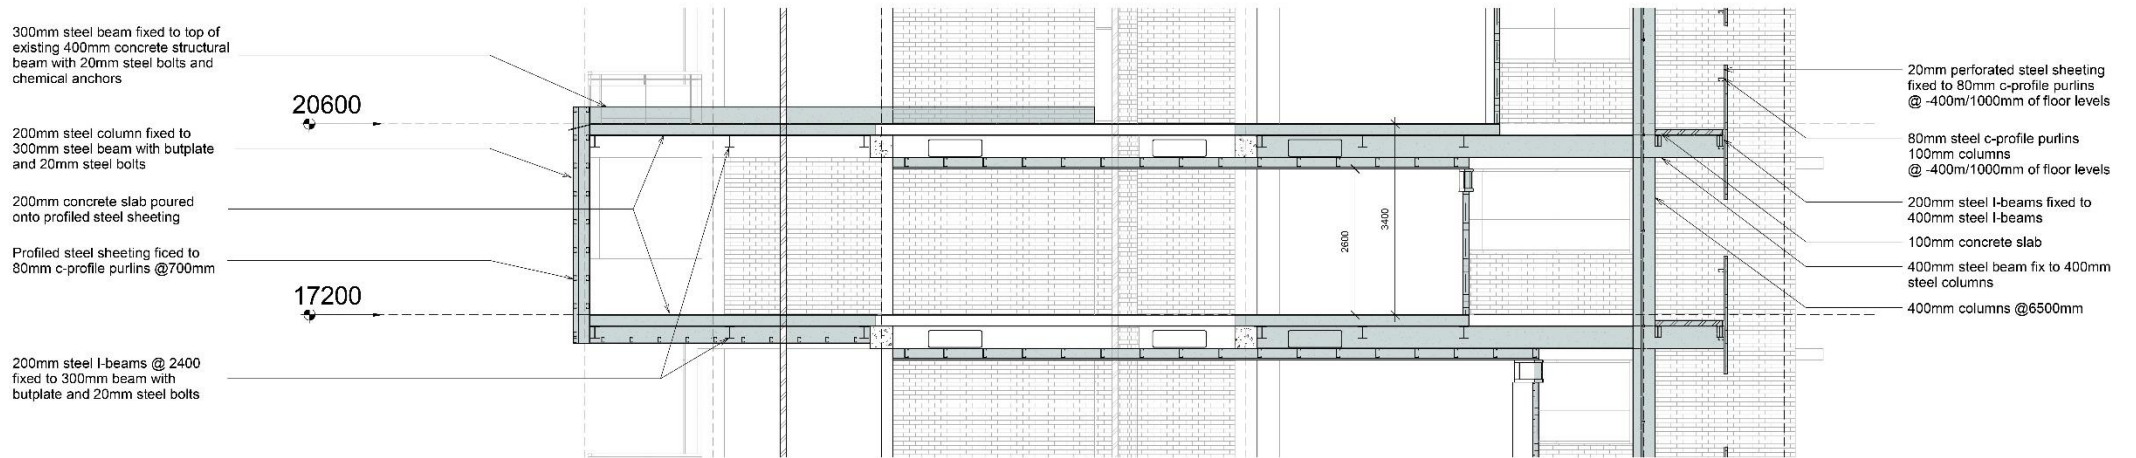 300mm steel beam fixed to top of
existing 400mm concrete structural
beam with 20mm steel bolts and
chemical anchors
20600
200mm steel column fixed to
300mm steel beam with butplate
and 20mm steel bolts
200mm concrete slab poured
onto profiled steel sheeting
Profiled steel sheeting ficed to
80mm c-profile purlins @700mm
17200
200mm steel I-beams @ 2400
fixed to 300mm beam with
butplate and 20mm steel bolts
2600
3400
20mm perforated steel sheeting
fixed to 80mm c-profile purlins
@ -400m/1000mm of floor levels
80mm steel c-profile purlins
100mm columns
@ -400m/1000mm of floor levels
200mm steel I-beams fixed to
400mm steel I-beams
100mm concrete slab
400mm steel beam fix to 400mm
steel columns
400mm columns @6500mm